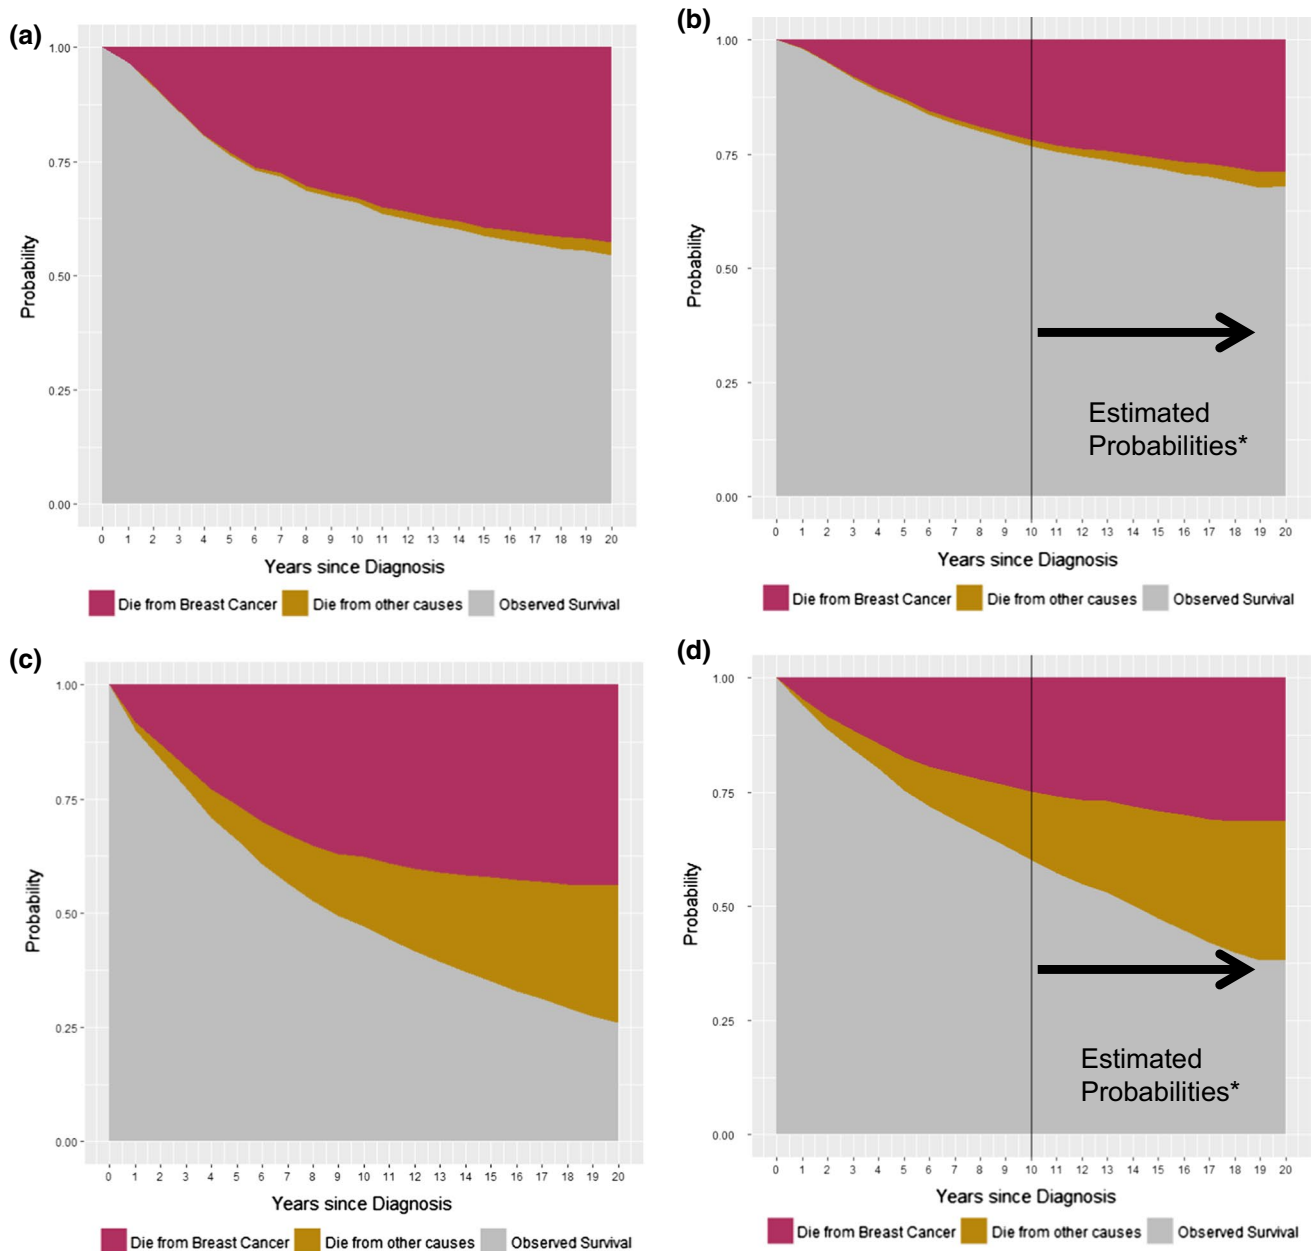 (a)
1.00
0.75
0.50
0.25
0.00
Probability
0 1 2 3 4 5 6 7 8 9 10 11 12 13 14 15 16 17 18 19 20
Years since Diagnosis
Die from Breast Cancer Die from other causes Observed Survival
(b)
1.00
0.75
0.50
0.25
0.00
Probability
Estimated
Probabilities*
0 1 2 3 4 5 6 7 8 9 10 11 12 13 14 15 16 17 18 19 20
Years since Diagnosis
Die from Breast Cancer Die from other causes Observed Survival
(c)
1.00
0.75
0.50
0.25
0.00
Probability
0 1 2 3 4 5 6 7 8 9 10 11 12 13 14 15 16 17 18 19 20
Years since Diagnosis
Die from Breast Cancer Die from other causes Observed Survival
(d)
1.00
0.75
0.50
0.25
0.00
Probability
Estimated
Probabilities*
0 1 2 3 4 5 6 7 8 9 10 11 12 13 14 15 16 17 18 19 20
Years since Diagnosis
Die from Breast Cancer Die from other causes Observed Survival